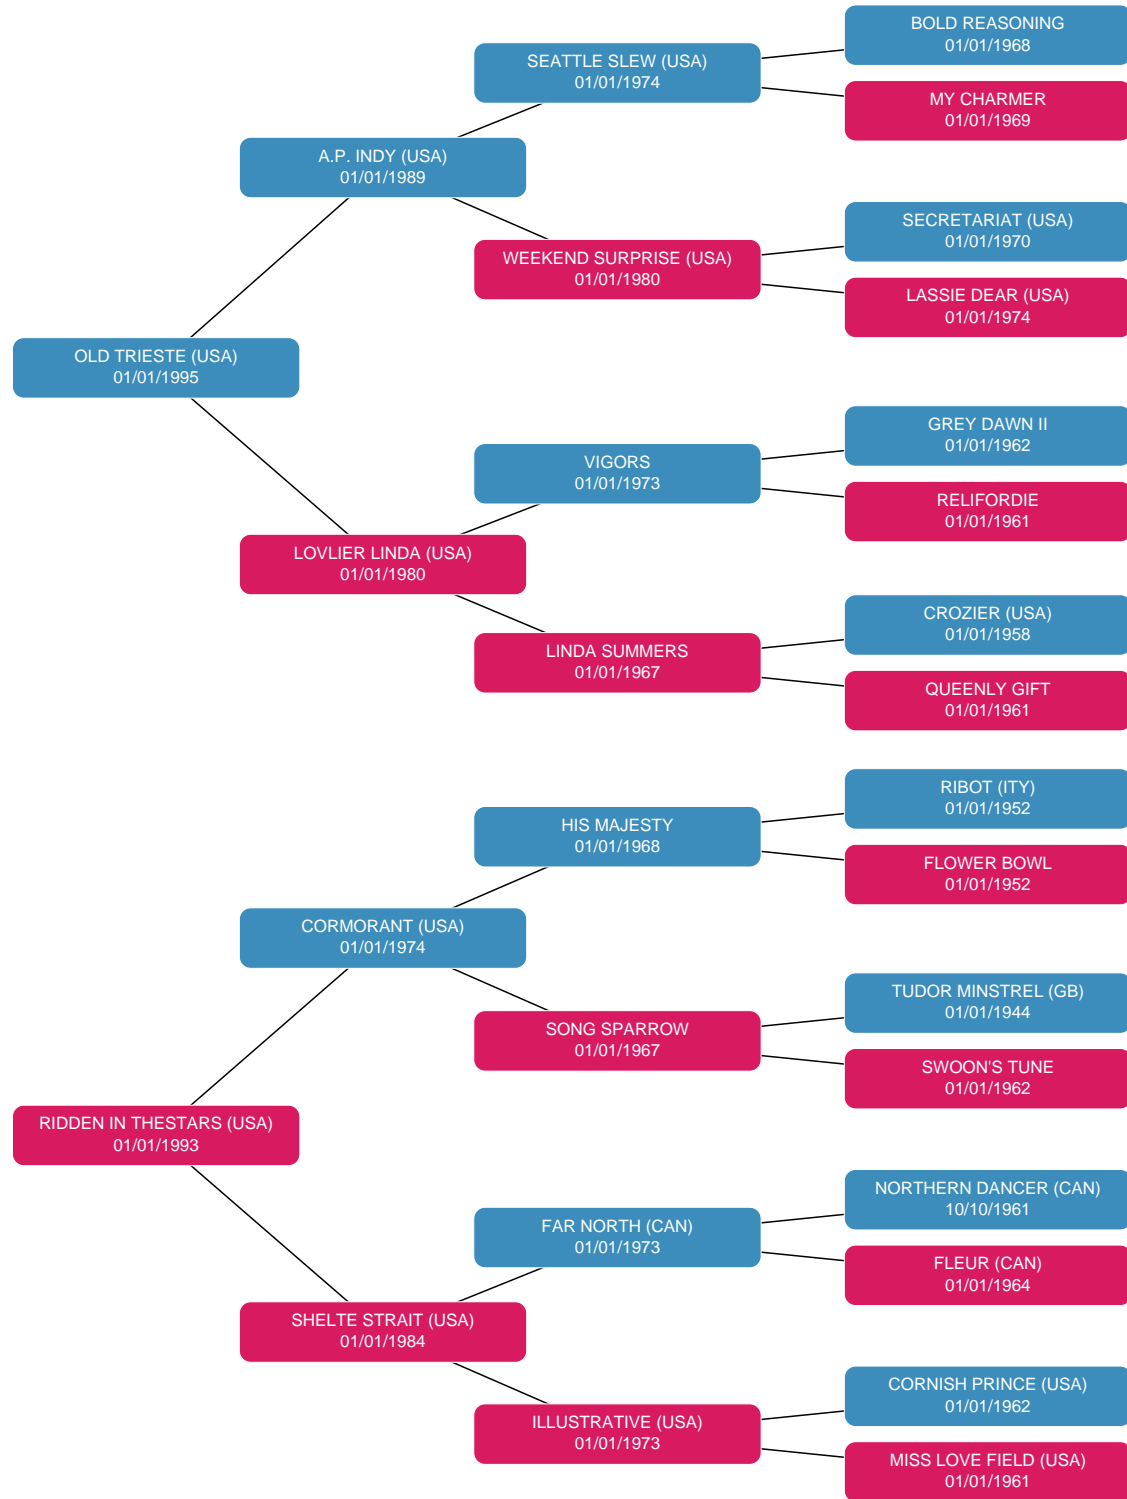 BOLD REASONING
01/01/1968
SEATTLE SLEW (USA)
01/01/1974
MY CHARMER
01/01/1969
A.P. INDY (USA)
01/01/1989
SECRETARIAT (USA)
01/01/1970
WEEKEND SURPRISE (USA)
01/01/1980
LASSIE DEAR (USA)
01/01/1974
OLD TRIESTE (USA)
01/01/1995
GREY DAWN II
01/01/1962
VIGORS
01/01/1973
RELIFORDIE
01/01/1961
LOVLIER LINDA (USA)
01/01/1980
CROZIER (USA)
01/01/1958
LINDA SUMMERS
01/01/1967
QUEENLY GIFT
01/01/1961
RIBOT (ITY)
01/01/1952
HIS MAJESTY
01/01/1968
FLOWER BOWL
01/01/1952
CORMORANT (USA)
01/01/1974
TUDOR MINSTREL (GB)
01/01/1944
SONG SPARROW
01/01/1967
SWOON'S TUNE
01/01/1962
RIDDEN IN THESTARS (USA)
01/01/1993
NORTHERN DANCER (CAN)
10/10/1961
FAR NORTH (CAN)
01/01/1973
FLEUR (CAN)
01/01/1964
SHELTE STRAIT (USA)
01/01/1984
CORNISH PRINCE (USA)
01/01/1962
ILLUSTRATIVE (USA)
01/01/1973
MISS LOVE FIELD (USA)
01/01/1961